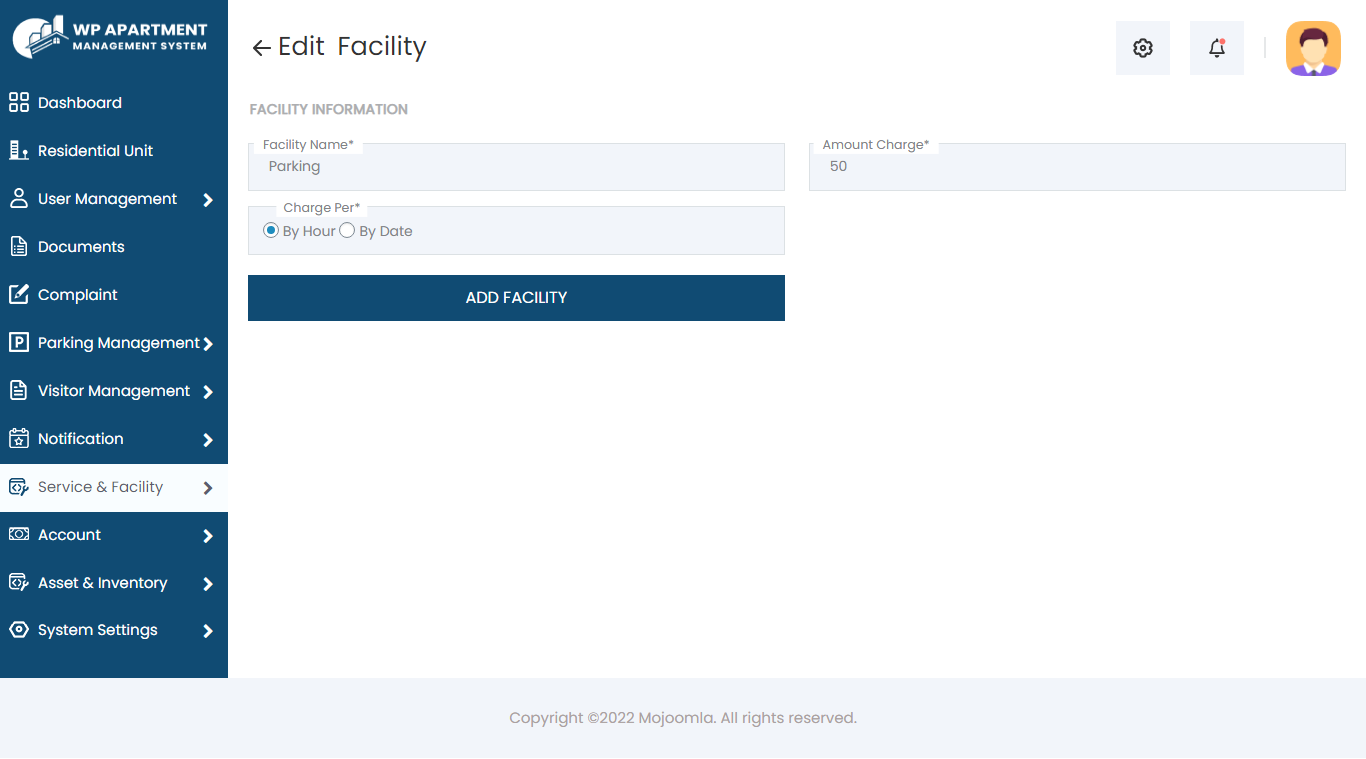 WP APARTMENT
MANAGEMENT SYSTEM
Dashboard
Residential Unit
User Management
Documents
Complaint
Parking Management
Visitor Management
Notification
Service & Facility
Account
Asset & Inventory
System Settings
Edit Facility
FACILITY INFORMATION
Facility Name*
Parking
Amount Charge*
50
Charge Per*
By Hour By Date
ADD FACILITY
Copyright ©2022 Mojoomla. All rights reserved.